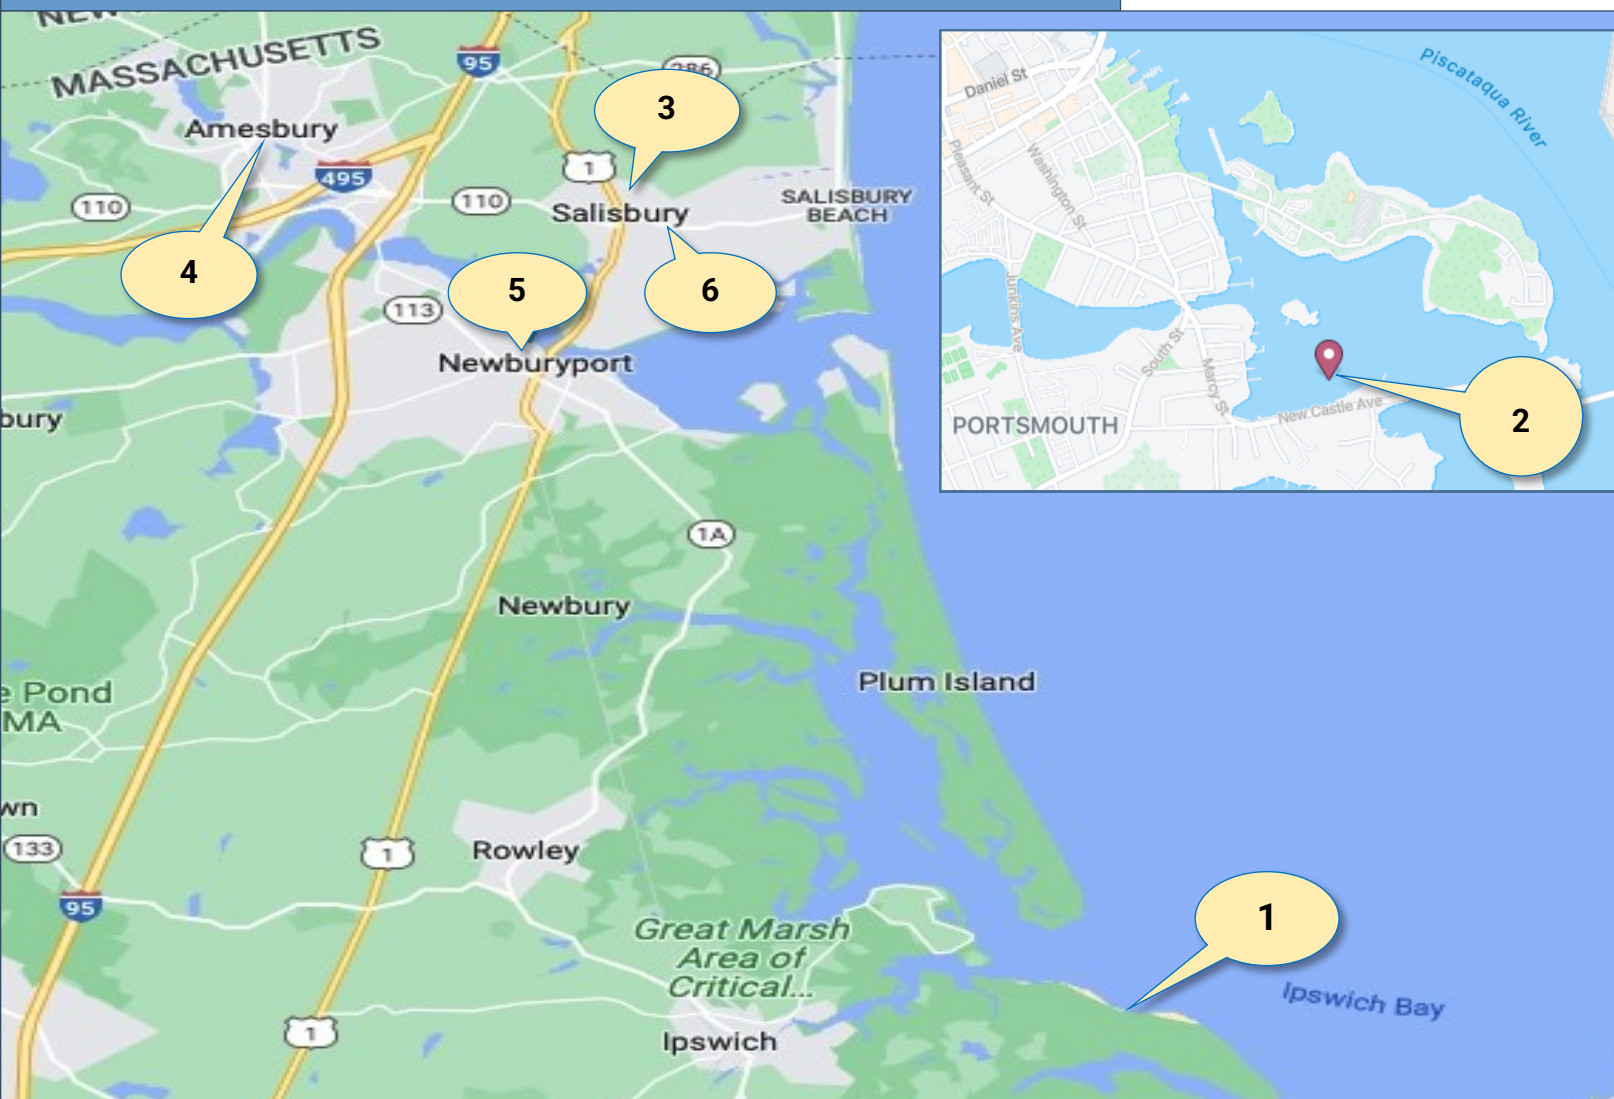 MASSACHUSETTS
95
286
3
Amesbury
1
495
110
110
SALISBURY
BEACH
Salisbury
4
5
6
113
Newburyport
bury
1A
Newbury
e Pond
MA
Plum Island
wn
133
1
Rowley
95
Great Marsh
Area of
Critical...
1
Ipswich Bay
1
Ipswich
Piscataqua River
Daniel St
Pleasant St
Washington St
Junkins Ave
South St
Marcy St
New Castle Ave
PORTSMOUTH
2